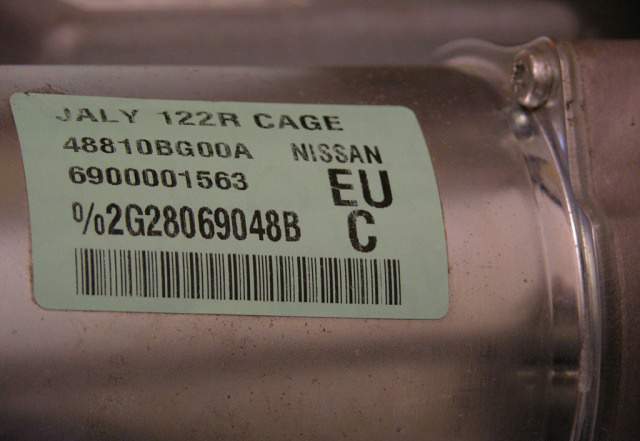 JALY 122R CAGE
48810BG00A NISSAN
6900001563 EU
%2G28069048B C